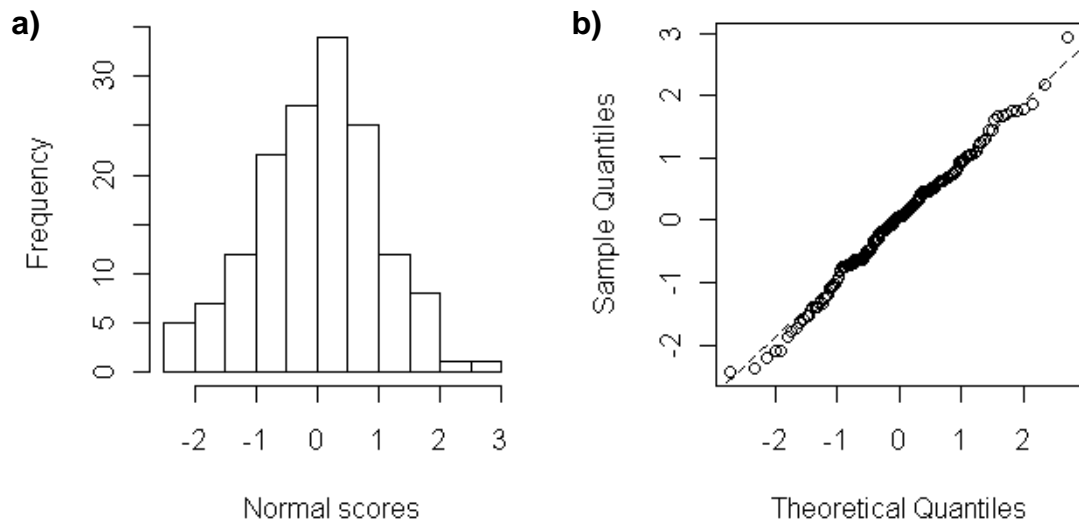 a)
Frequency
0 5 10 20 30
-2 -1 0 1 2 3
Normal scores
b)
Sample Quantiles
-2 -1 0 1 2 3
-2 -1 0 1 2
Theoretical Quantiles